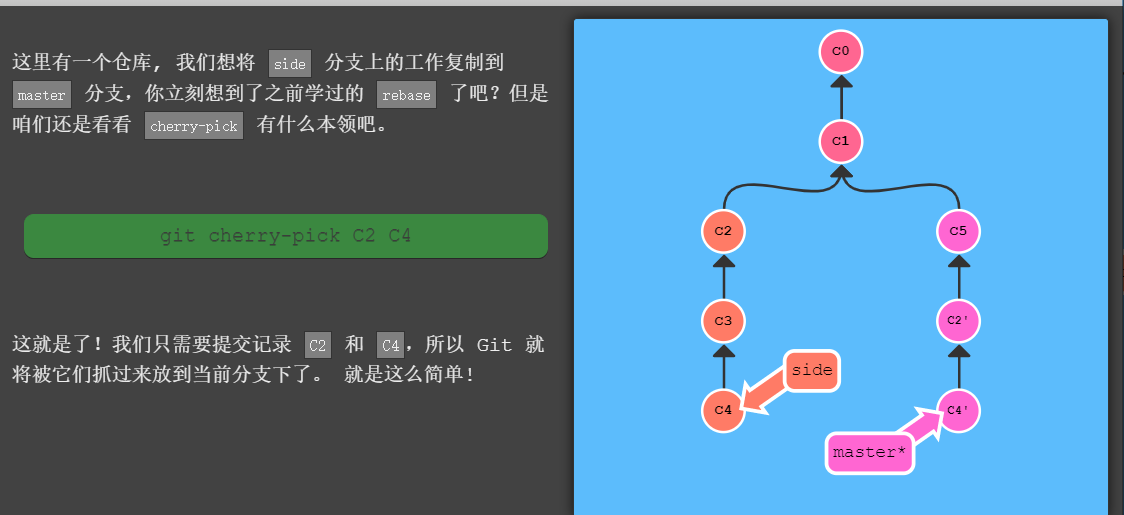 这里有一个仓库, 我们想将 side 分支上的工作复制到
master 分支，你立刻想到了之前学过的 rebase 了吧？但是
咱们还是看看 cherry-pick 有什么本领吧。
git cherry-pick C2 C4
这就是了！我们只需要提交记录 C2 和 C4，所以 Git 就
将被它们抓过来放到当前分支下了。 就是这么简单!
C0
C1
C2
C5
C3
C2'
side
C4
C4'
master*